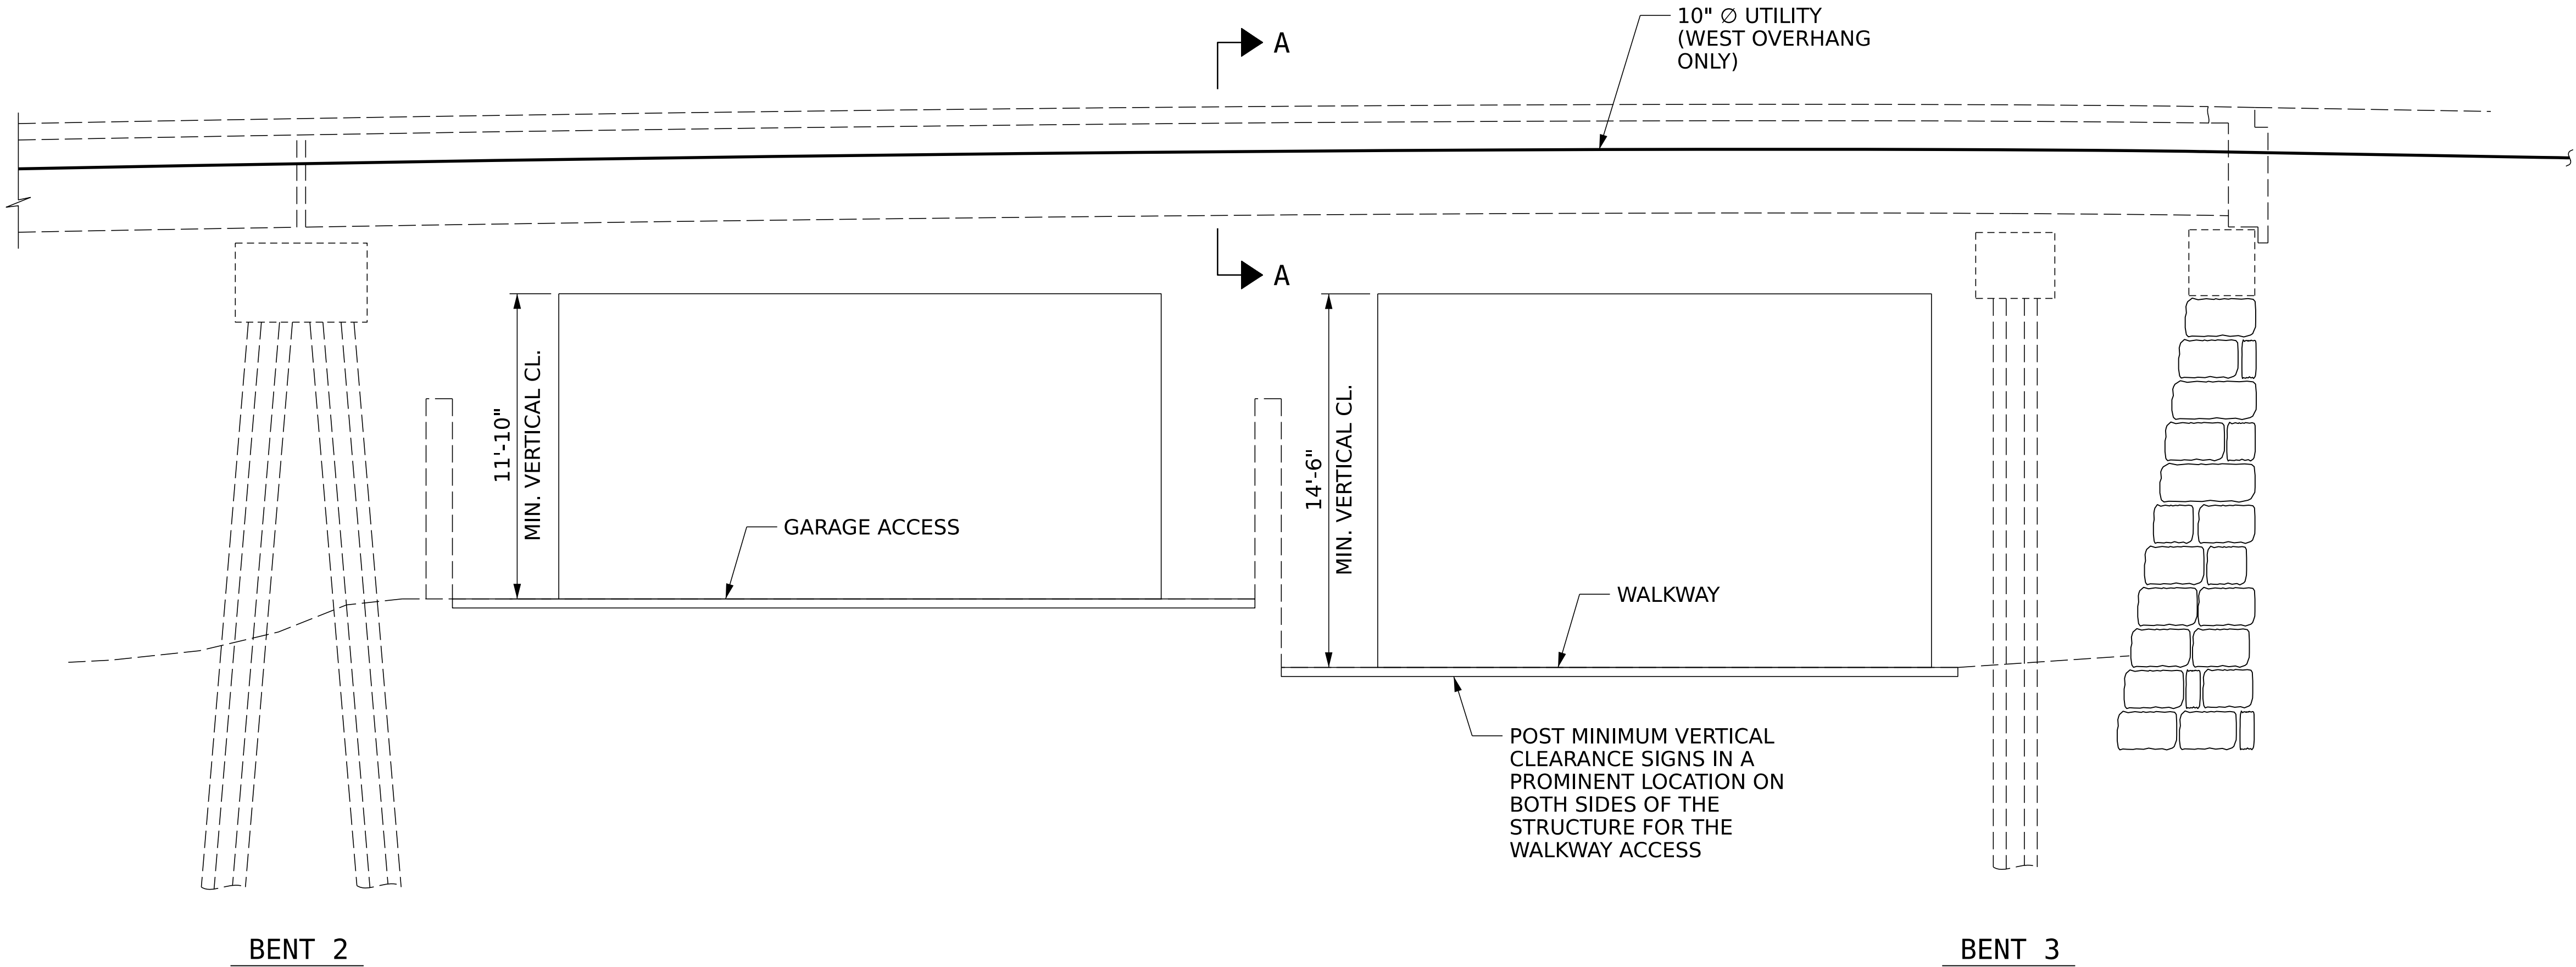 10" ∅ UTILITY
(WEST OVERHANG
ONLY)
A
A
11'-10"
MIN. VERTICAL CL.
14'-6"
MIN. VERTICAL CL.
GARAGE ACCESS
WALKWAY
POST MINIMUM VERTICAL
CLEARANCE SIGNS IN A
PROMINENT LOCATION ON
BOTH SIDES OF THE
STRUCTURE FOR THE
WALKWAY ACCESS
BENT 2
BENT 3